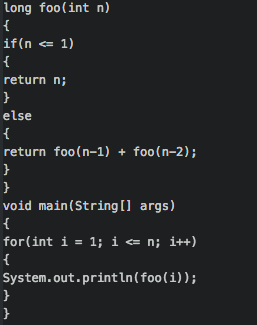 long foo(int n)
{
if(n <= 1)
{
return n;
}
else
{
return foo(n-1) + foo(n-2);
}
}
void main(String[] args)
{
for(int i = 1; i <= n; i++)
{
System.out.println(foo(i));
}
}